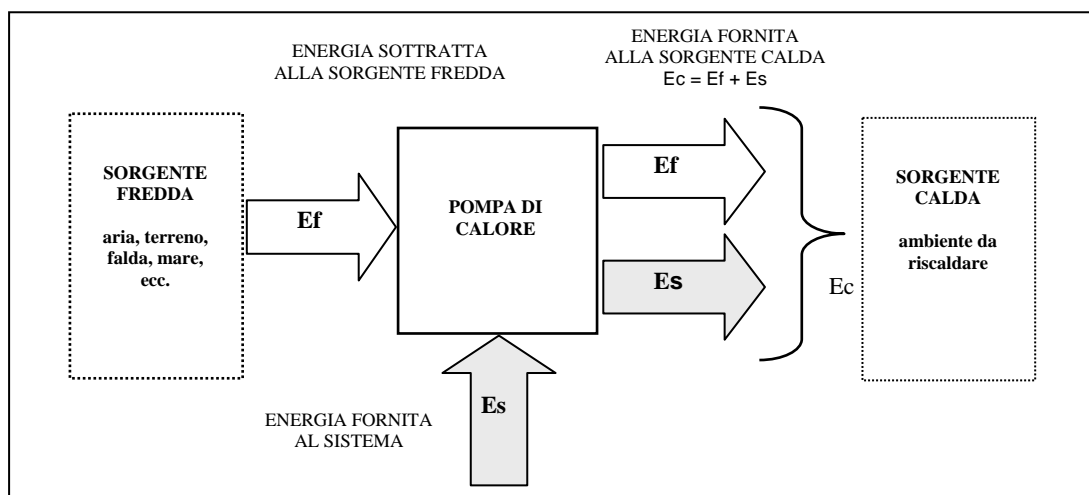 ENERGIA SOTTRATTA
ALLA SORGENTE FREDDA
ENERGIA FORNITA
ALLA SORGENTE CALDA
Ec = Ef + Es
SORGENTE
FREDDA
aria, terreno,
falda, mare,
ecc.
Ef
POMPA DI
CALORE
Ef
Es
Ec
SORGENTE
CALDA
ambiente da
riscaldare
Es
ENERGIA FORNITA
AL SISTEMA